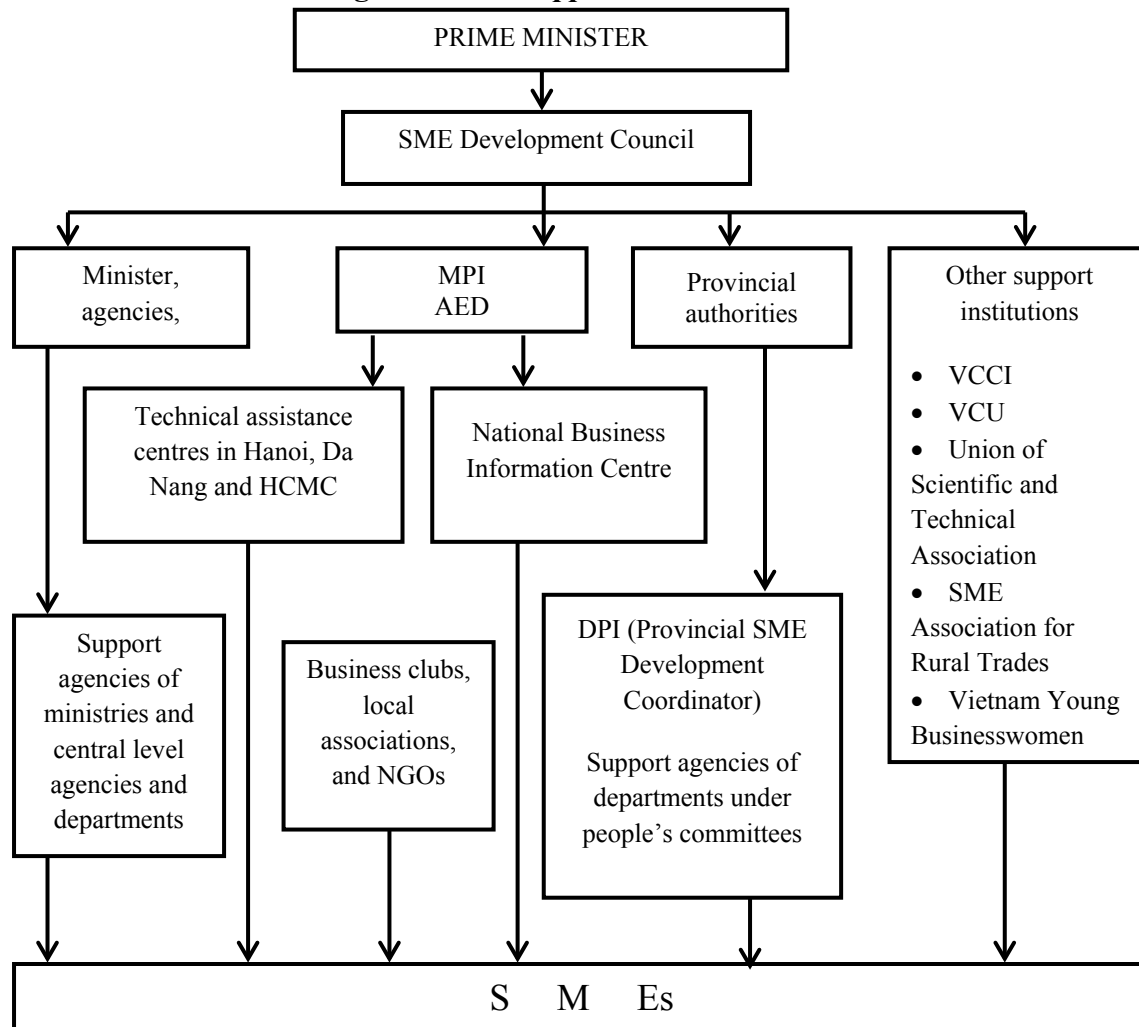 PRIME MINISTER
SME Development Council
Minister,
agencies,
MPI
AED
Provincial
authorities
Other support
institutions
• VCCI
• VCU
• Union of
Scientific and
Technical
Association
• SME
Association for
Rural Trades
• Vietnam Young
Businesswomen
Technical assistance
centres in Hanoi, Da
Nang and HCMC
National Business
Information Centre
Support
agencies of
ministries and
central level
agencies and
departments
Business clubs,
local
associations,
and NGOs
DPI (Provincial SME
Development
Coordinator)
Support agencies of
departments under
people’s committees
S M Es